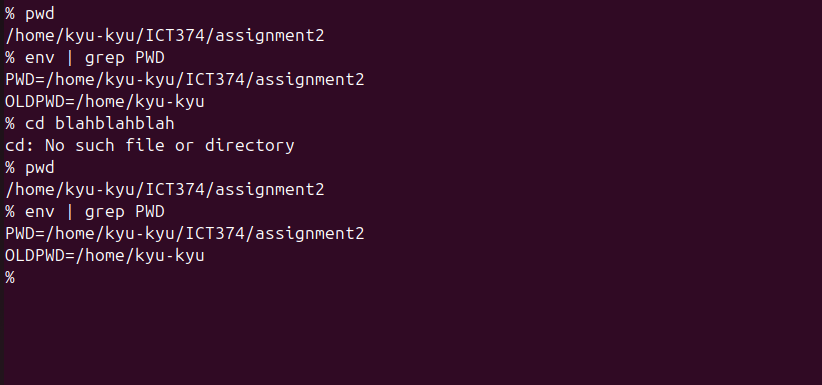 % pwd
/home/kyu-kyu/ICT374/assignment2
% env | grep PWD
PWD=/home/kyu-kyu/ICT374/assignment2
OLDPWD=/home/kyu-kyu
% cd blahblahblah
cd: No such file or directory
% pwd
/home/kyu-kyu/ICT374/assignment2
% env | grep PWD
PWD=/home/kyu-kyu/ICT374/assignment2
OLDPWD=/home/kyu-kyu
%